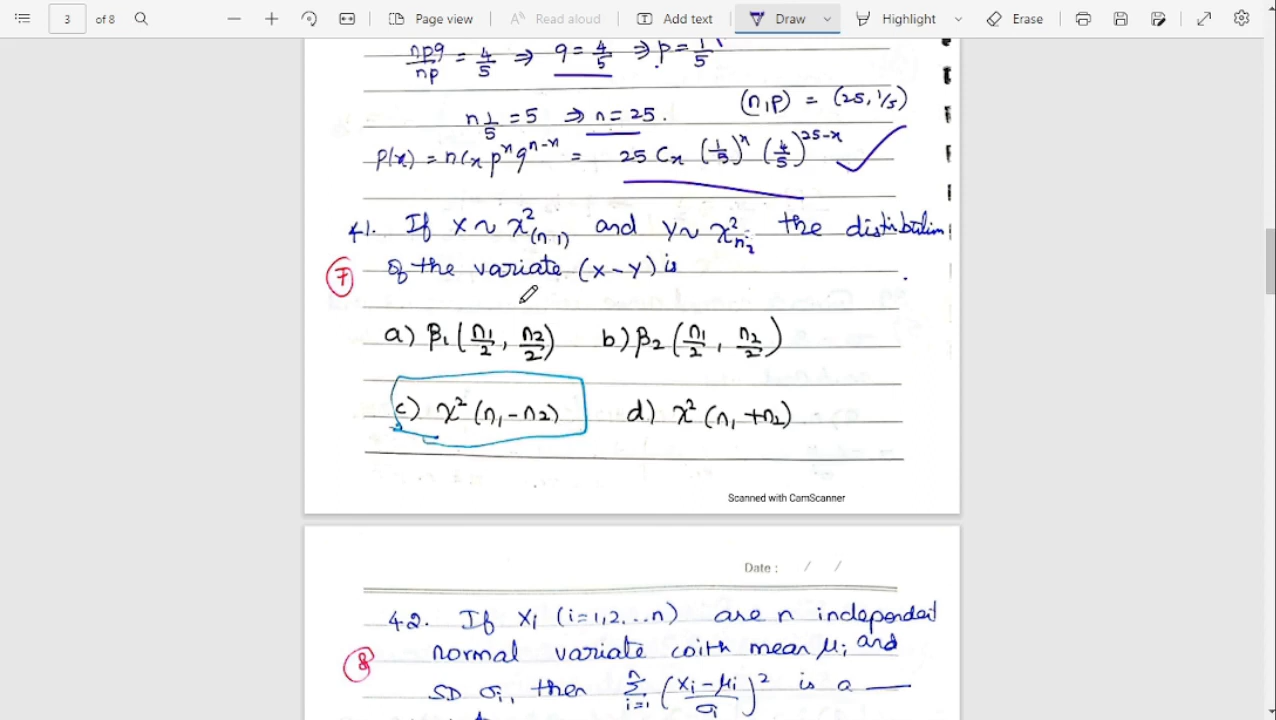 3 of 8 Page view Read aloud Add text Draw Highlight Erase
npq/np = 4/5 ⇒ q = 4/5 ⇒ p = 1/5
n 1/5 = 5 ⇒ n = 25. (n,p) = (25, 1/5)
p(x) = nCx p^x q^n-x = 25 Cx (1/5)^x (4/5)^25-x
41. If X ~ χ²(n1) and Y ~ χ²n2 the distribution
7 of the variate (X-Y) is
a) β1 (n1/2, n2/2) b) β2 (n1/2, n2/2)
c) χ² (n1 - n2) d) χ² (n1 + n2)
Scanned with CamScanner
Date : / /
42. If Xi (i=1,2,...n) are n independent
8 normal variate with mean μi and
SD σi, then Σ i=1 n (Xi - μi / σi)² is a —